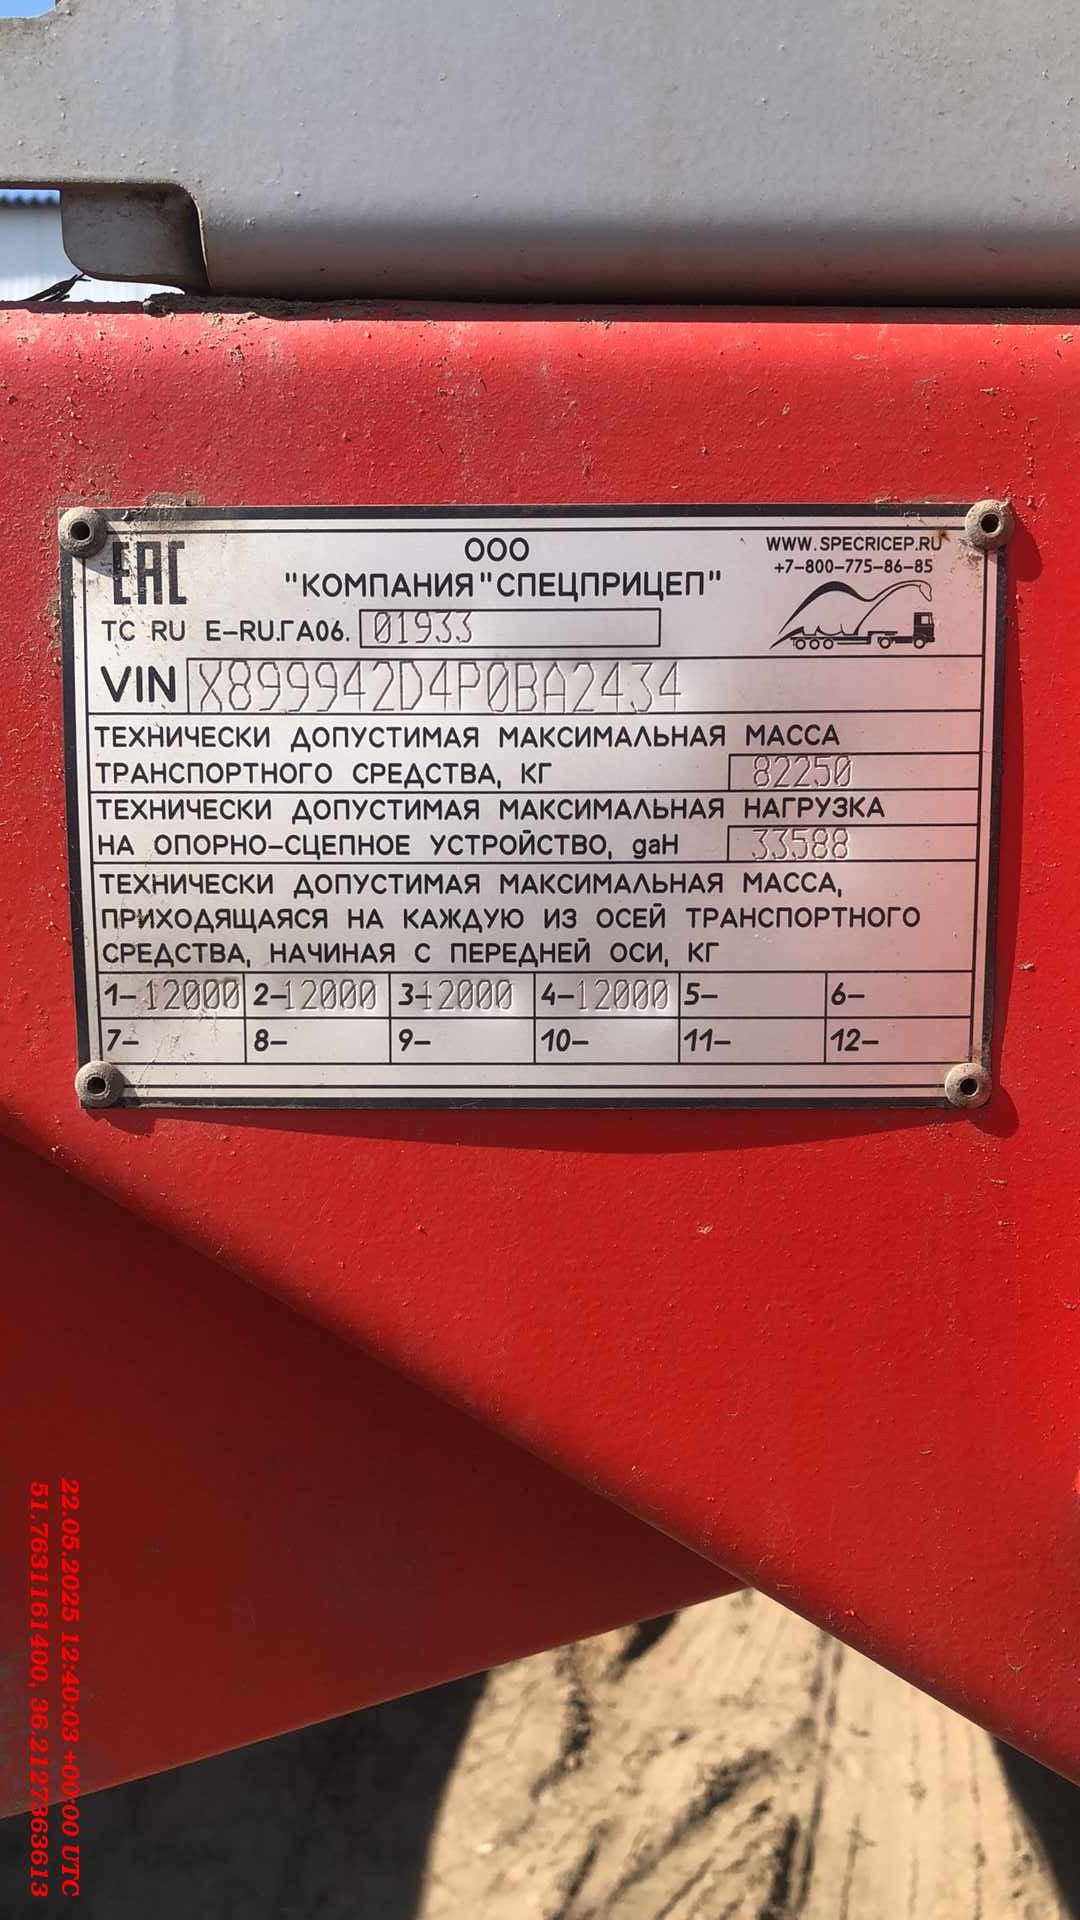 EAC
ООО
"КОМПАНИЯ"СПЕЦПРИЦЕП"
WWW.SPECRICEP.RU
+7-800-775-86-85
ТС RU Е-RU.ГА06. 01933
VIN X899942D4P0BA2434
ТЕХНИЧЕСКИ ДОПУСТИМАЯ МАКСИМАЛЬНАЯ МАССА
ТРАНСПОРТНОГО СРЕДСТВА, КГ 82250
ТЕХНИЧЕСКИ ДОПУСТИМАЯ МАКСИМАЛЬНАЯ НАГРУЗКА
НА ОПОРНО-СЦЕПНОЕ УСТРОЙСТВО, gаН 33588
ТЕХНИЧЕСКИ ДОПУСТИМАЯ МАКСИМАЛЬНАЯ МАССА,
ПРИХОДЯЩАЯСЯ НА КАЖДУЮ ИЗ ОСЕЙ ТРАНСПОРТНОГО
СРЕДСТВА, НАЧИНАЯ С ПЕРЕДНЕЙ ОСИ, КГ
1-12000 2-12000 3-12000 4-12000 5- 6-
7- 8- 9- 10- 11- 12-
22.05.2025 12:40:03 +00:00 UTC
51.7631161400, 36.2127363613